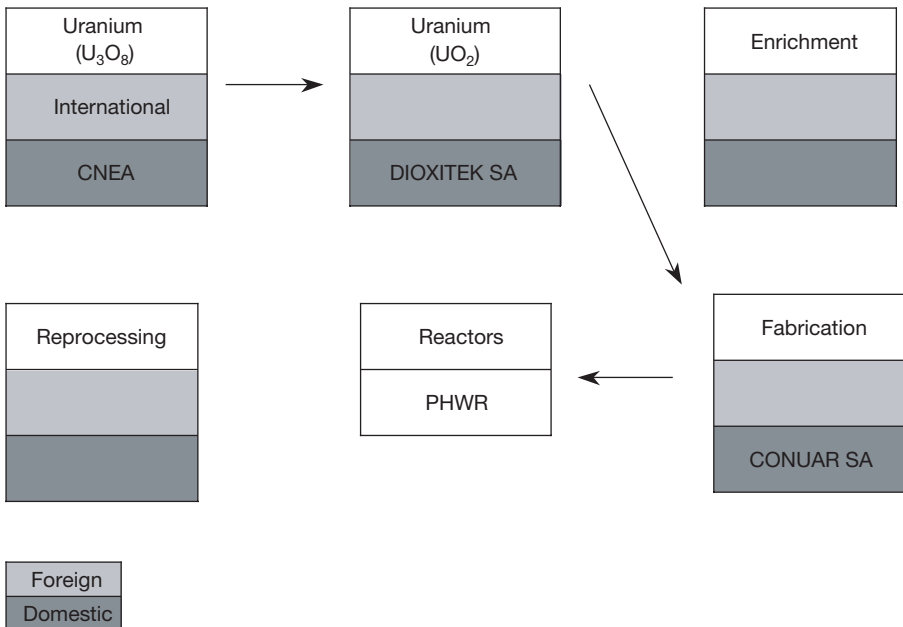 Uranium
(U₃O₈)
International
CNEA
Uranium
(UO₂)
DIOXITEK SA
Enrichment
Reprocessing
Reactors
PHWR
Fabrication
CONUAR SA
Foreign
Domestic